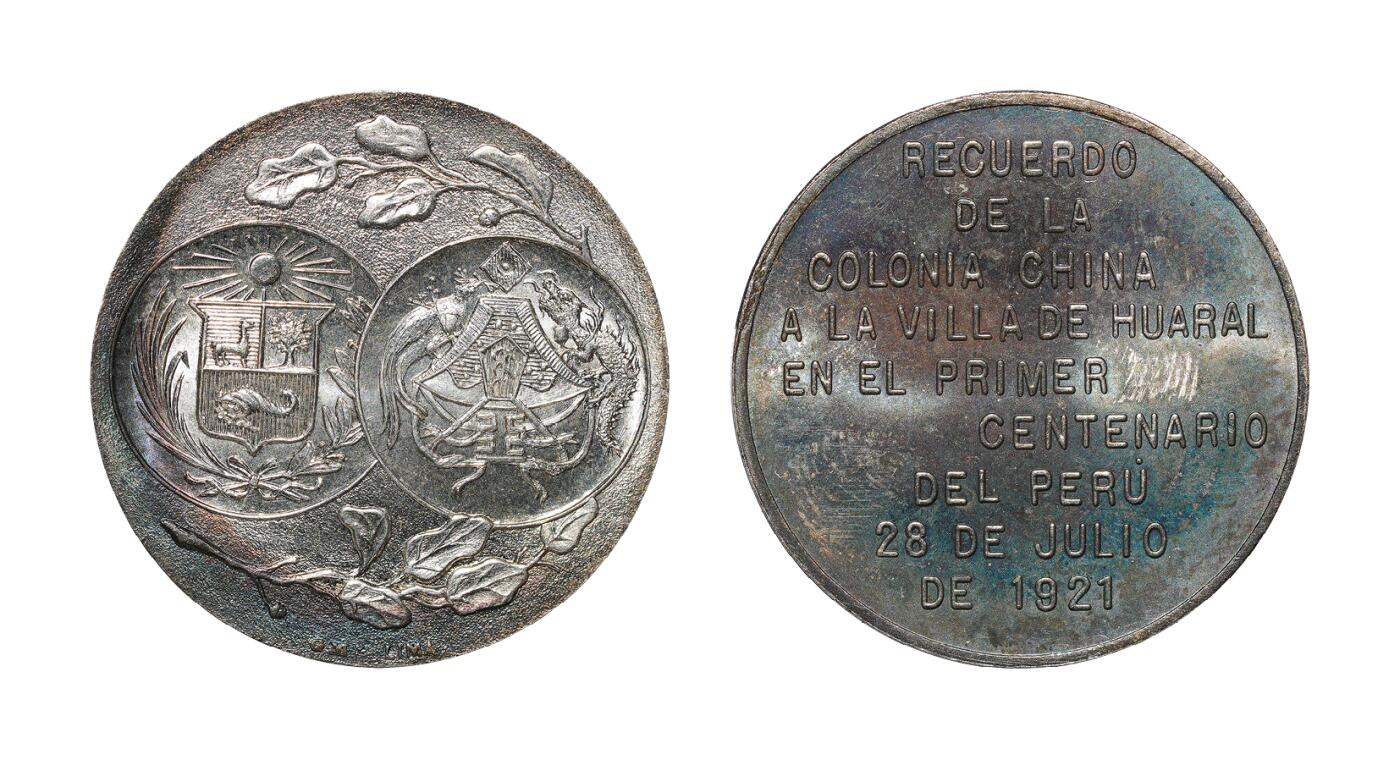 LIMA
RECUERDO
DE LA
COLONIA CHINA
A LA VILLA DE HUARAL
EN EL PRIMER
CENTENARIO
DEL PERÚ
28 DE JULIO
DE 1921